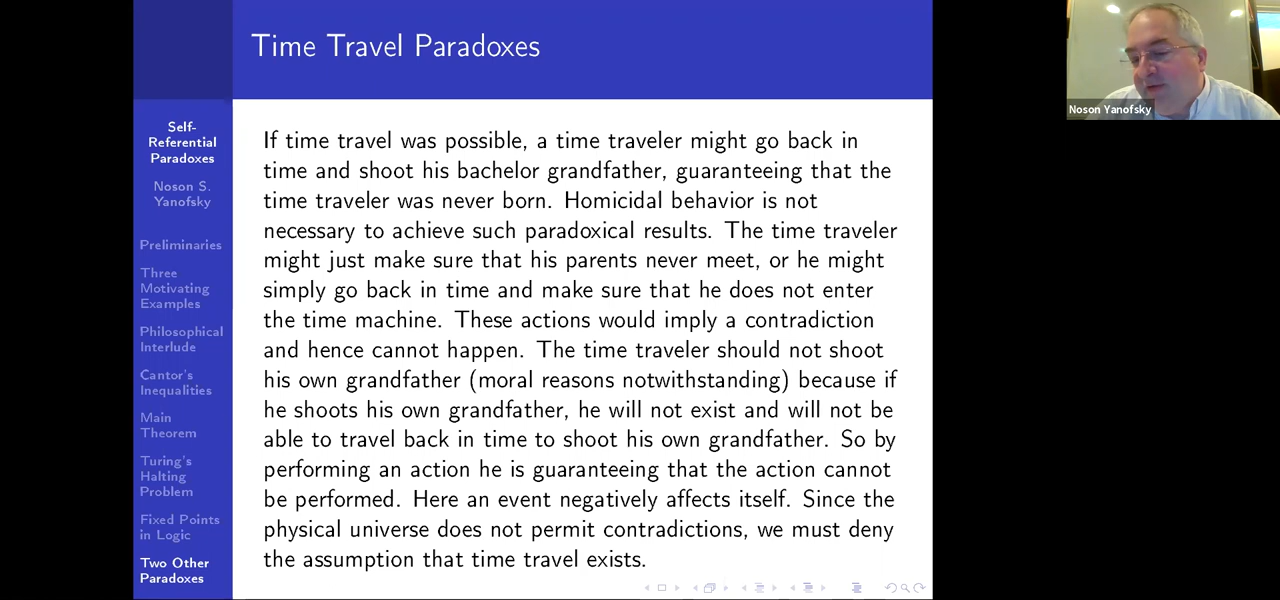 Time Travel Paradoxes
Noson Yanofsky
Self-
Referential
Paradoxes
Noson S.
Yanofsky
Preliminaries
Three
Motivating
Examples
Philosophical
Interlude
Cantor's
Inequalities
Main
Theorem
Turing's
Halting
Problem
Fixed Points
in Logic
Two Other
Paradoxes
If time travel was possible, a time traveler might go back in
time and shoot his bachelor grandfather, guaranteeing that the
time traveler was never born. Homicidal behavior is not
necessary to achieve such paradoxical results. The time traveler
might just make sure that his parents never meet, or he might
simply go back in time and make sure that he does not enter
the time machine. These actions would imply a contradiction
and hence cannot happen. The time traveler should not shoot
his own grandfather (moral reasons notwithstanding) because if
he shoots his own grandfather, he will not exist and will not be
able to travel back in time to shoot his own grandfather. So by
performing an action he is guaranteeing that the action cannot
be performed. Here an event negatively affects itself. Since the
physical universe does not permit contradictions, we must deny
the assumption that time travel exists.